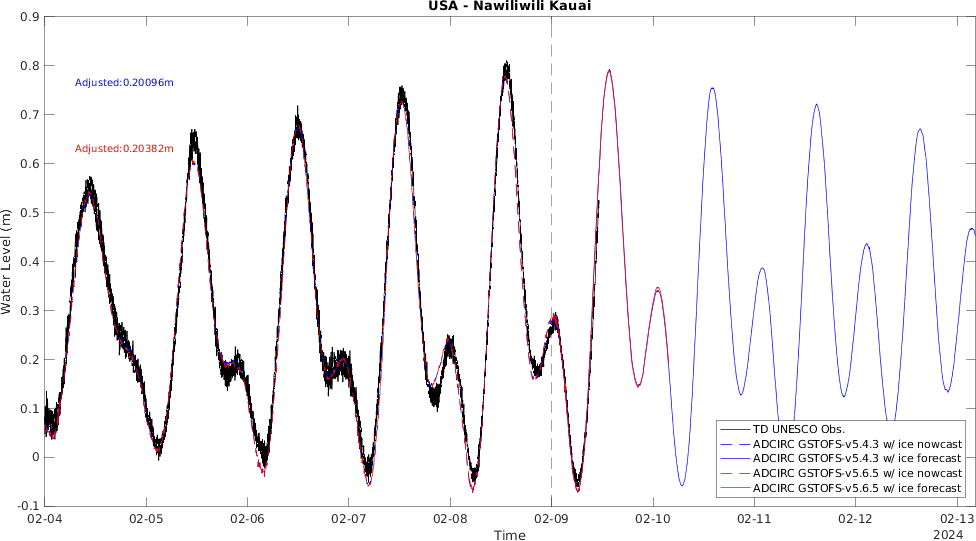 USA - Nawiliwili Kauai
0.9
0.8
Adjusted:0.20096m
0.7
Adjusted:0.20382m
0.6
0.5
0.4
0.3
0.2
0.1
0
-0.1
Water Level (m)
TD UNESCO Obs.
ADCIRC GSTOFS-v5.4.3 w/ ice nowcast
ADCIRC GSTOFS-v5.4.3 w/ ice forecast
ADCIRC GSTOFS-v5.6.5 w/ ice nowcast
ADCIRC GSTOFS-v5.6.5 w/ ice forecast
02-04 02-05 02-06 02-07 02-08 02-09 02-10 02-11 02-12 02-13
Time
2024